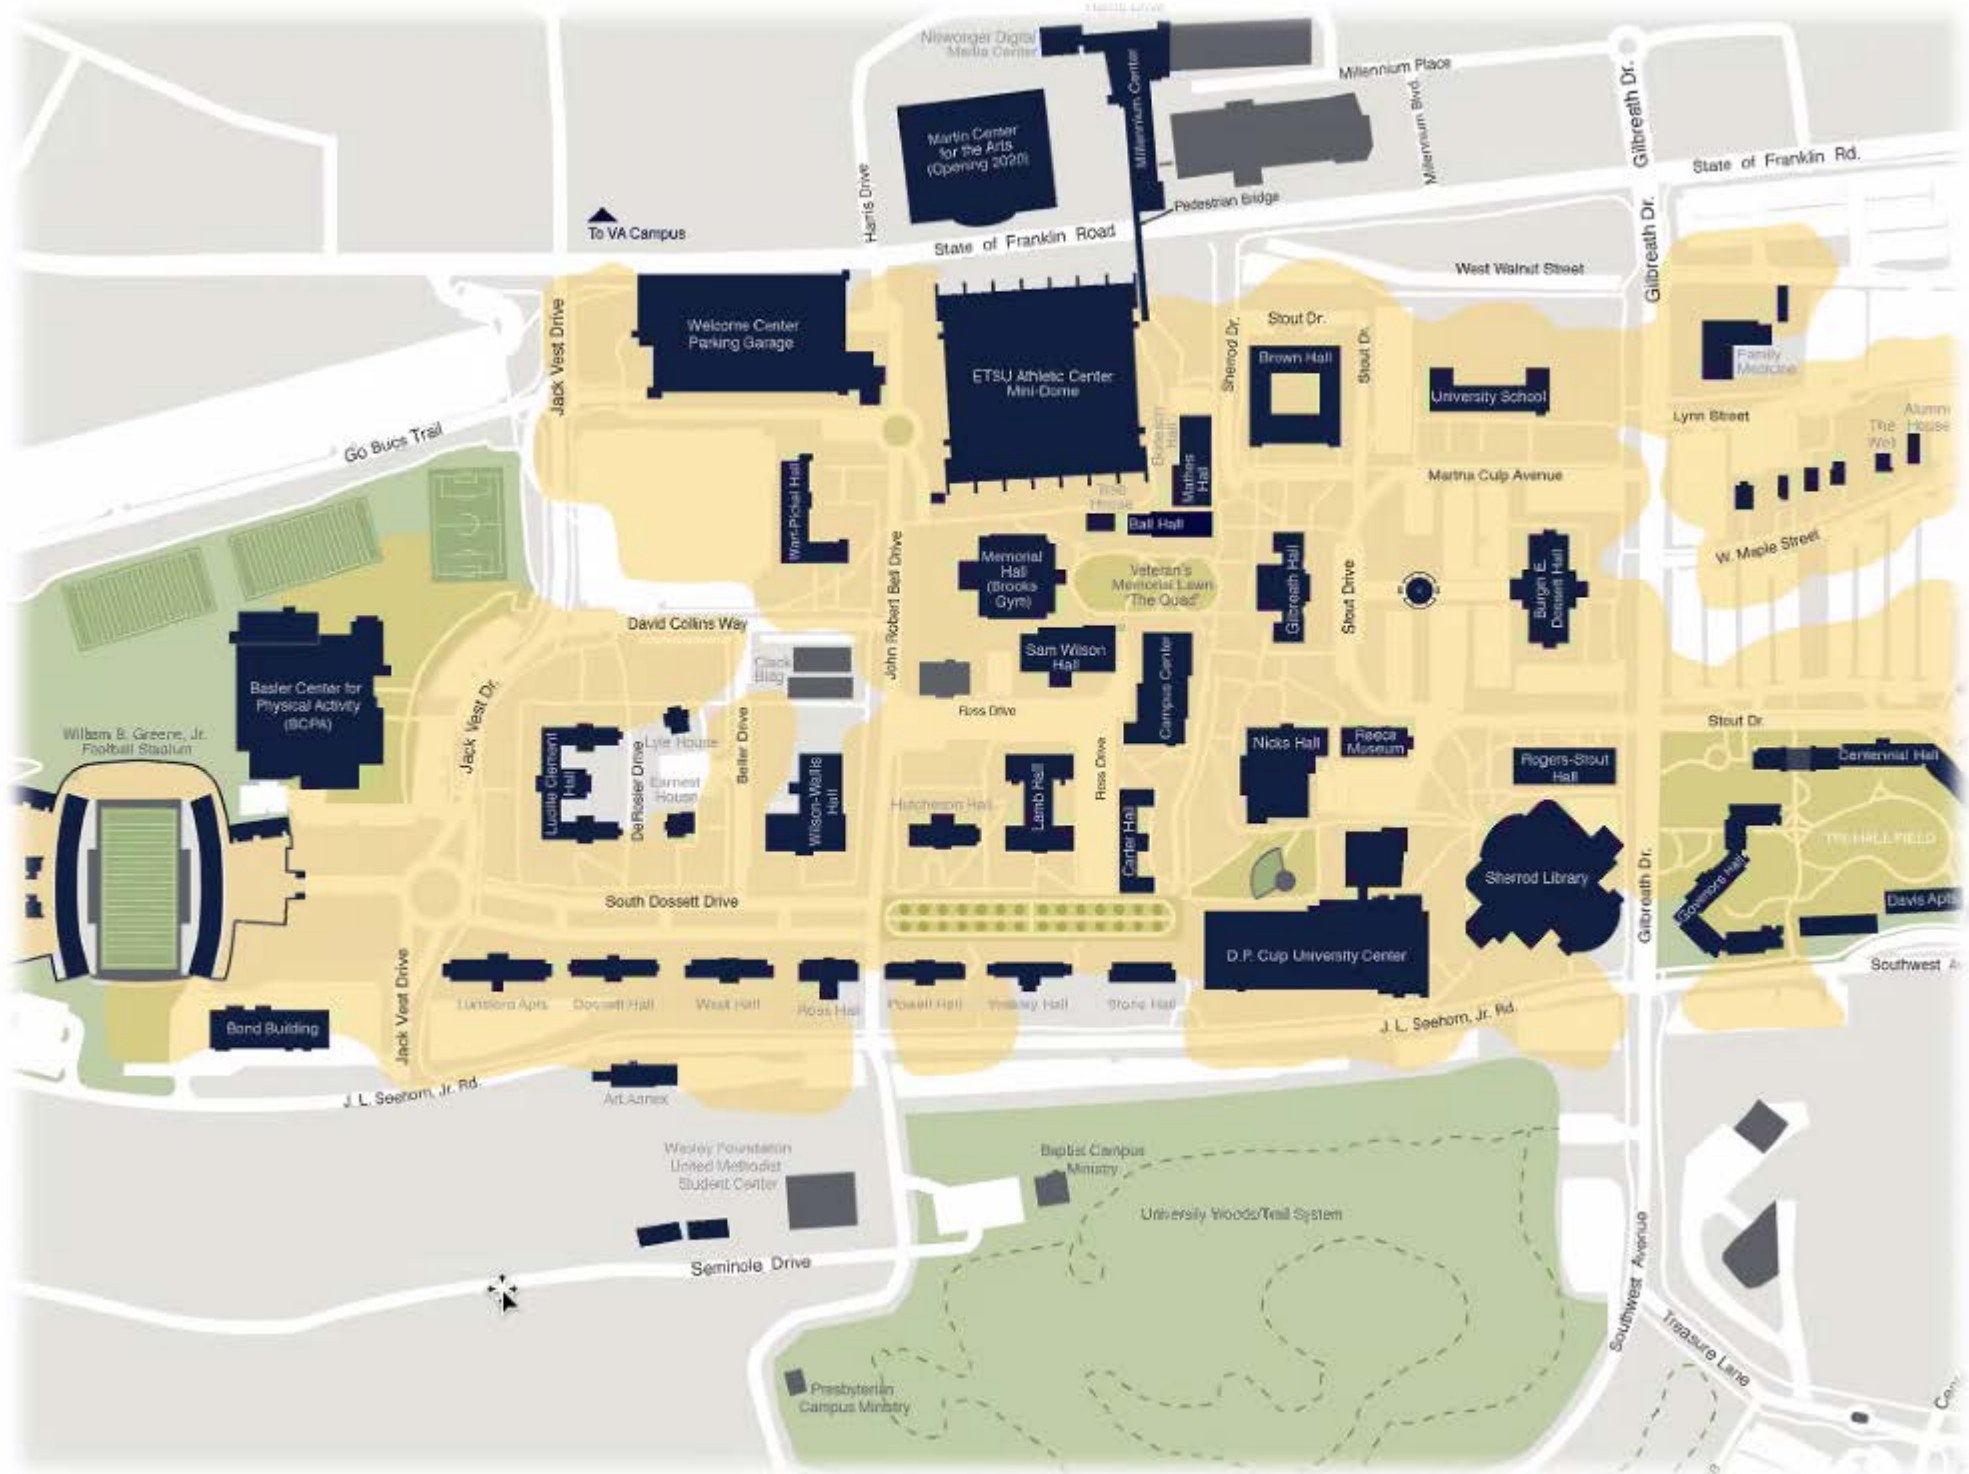 Niswonger Digital
Media Center
Millennium Center
Millennium Place
Millennium Blvd.
Gilbreath Dr.
State of Franklin Rd.
Martin Center
for the Arts
(Opening 2020)
Harris Drive
Pedestrian Bridge
To VA Campus
State of Franklin Road
Gilbreath Dr.
West Walnut Street
Jack Vest Drive
Welcome Center
Parking Garage
ETSU Athletic Center
Mini-Dome
Sherrod Dr.
Stout Dr.
Stout Dr.
Brown Hall
University School
Family
Medicine
Lynn Street
Alumni
House
The
Well
Go Bucs Trail
Mathes
Hall
Martha Culp Avenue
Tree
House
Ball Hall
W. Maple Street
John Robert Bell Drive
Memorial
Hall
(Brooks
Gym)
Veteran's
Memorial Lawn
"The Quad"
Gilbreath Hall
Stout Drive
Burgin E.
Dossett Hall
David Collins Way
Clack
Bldg
Sam Wilson
Hall
Campus Center
Basler Center for
Physical Activity
(BCPA)
William B. Greene, Jr.
Football Stadium
Jack Vest Dr.
Ross Drive
Stout Dr.
Lucille Clement
Hall
Lyle House
DeRosier Drive
Earnest
House
Beller Drive
Wilson-Wallis
Hall
Hutcheson Hall
Lamb Hall
Ross Drive
Carter Hall
Nicks Hall
Reece
Museum
Rogers-Stout
Hall
Centennial Hall
TRI-HALL FIELD
Sherrod Library
Gilbreath Dr.
Governors Hall
Davis Apts
South Dossett Drive
D.P. Culp University Center
Southwest A
Jack Vest Drive
Dossett Hall
West Hall
Ross Hall
Powell Hall
Yoakley Hall
Stone Hall
Bond Building
J. L. Seehorn, Jr. Rd.
J. L. Seehorn, Jr. Rd.
Art Annex
Wesley Foundation
United Methodist
Student Center
Baptist Campus
Ministry
University Woods/Trail System
Seminole Drive
Southwest Avenue
Treasure Lane
Presbyterian
Campus Ministry